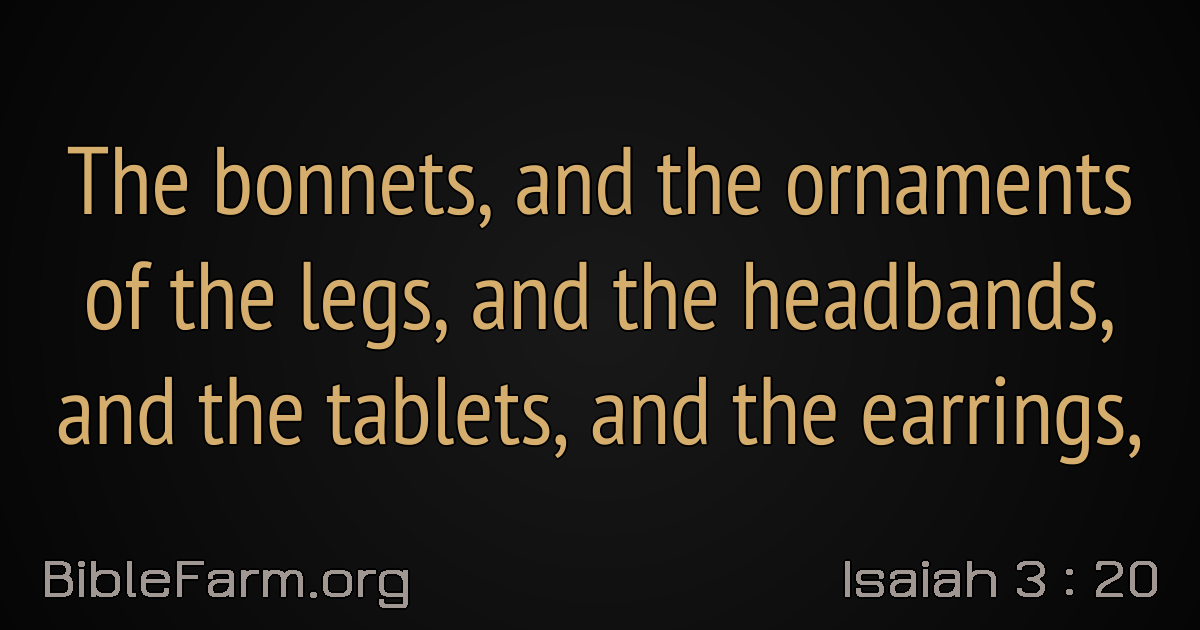 The bonnets, and the ornaments
of the legs, and the headbands,
and the tablets, and the earrings,
BibleFarm.org
Isaiah 3 : 20